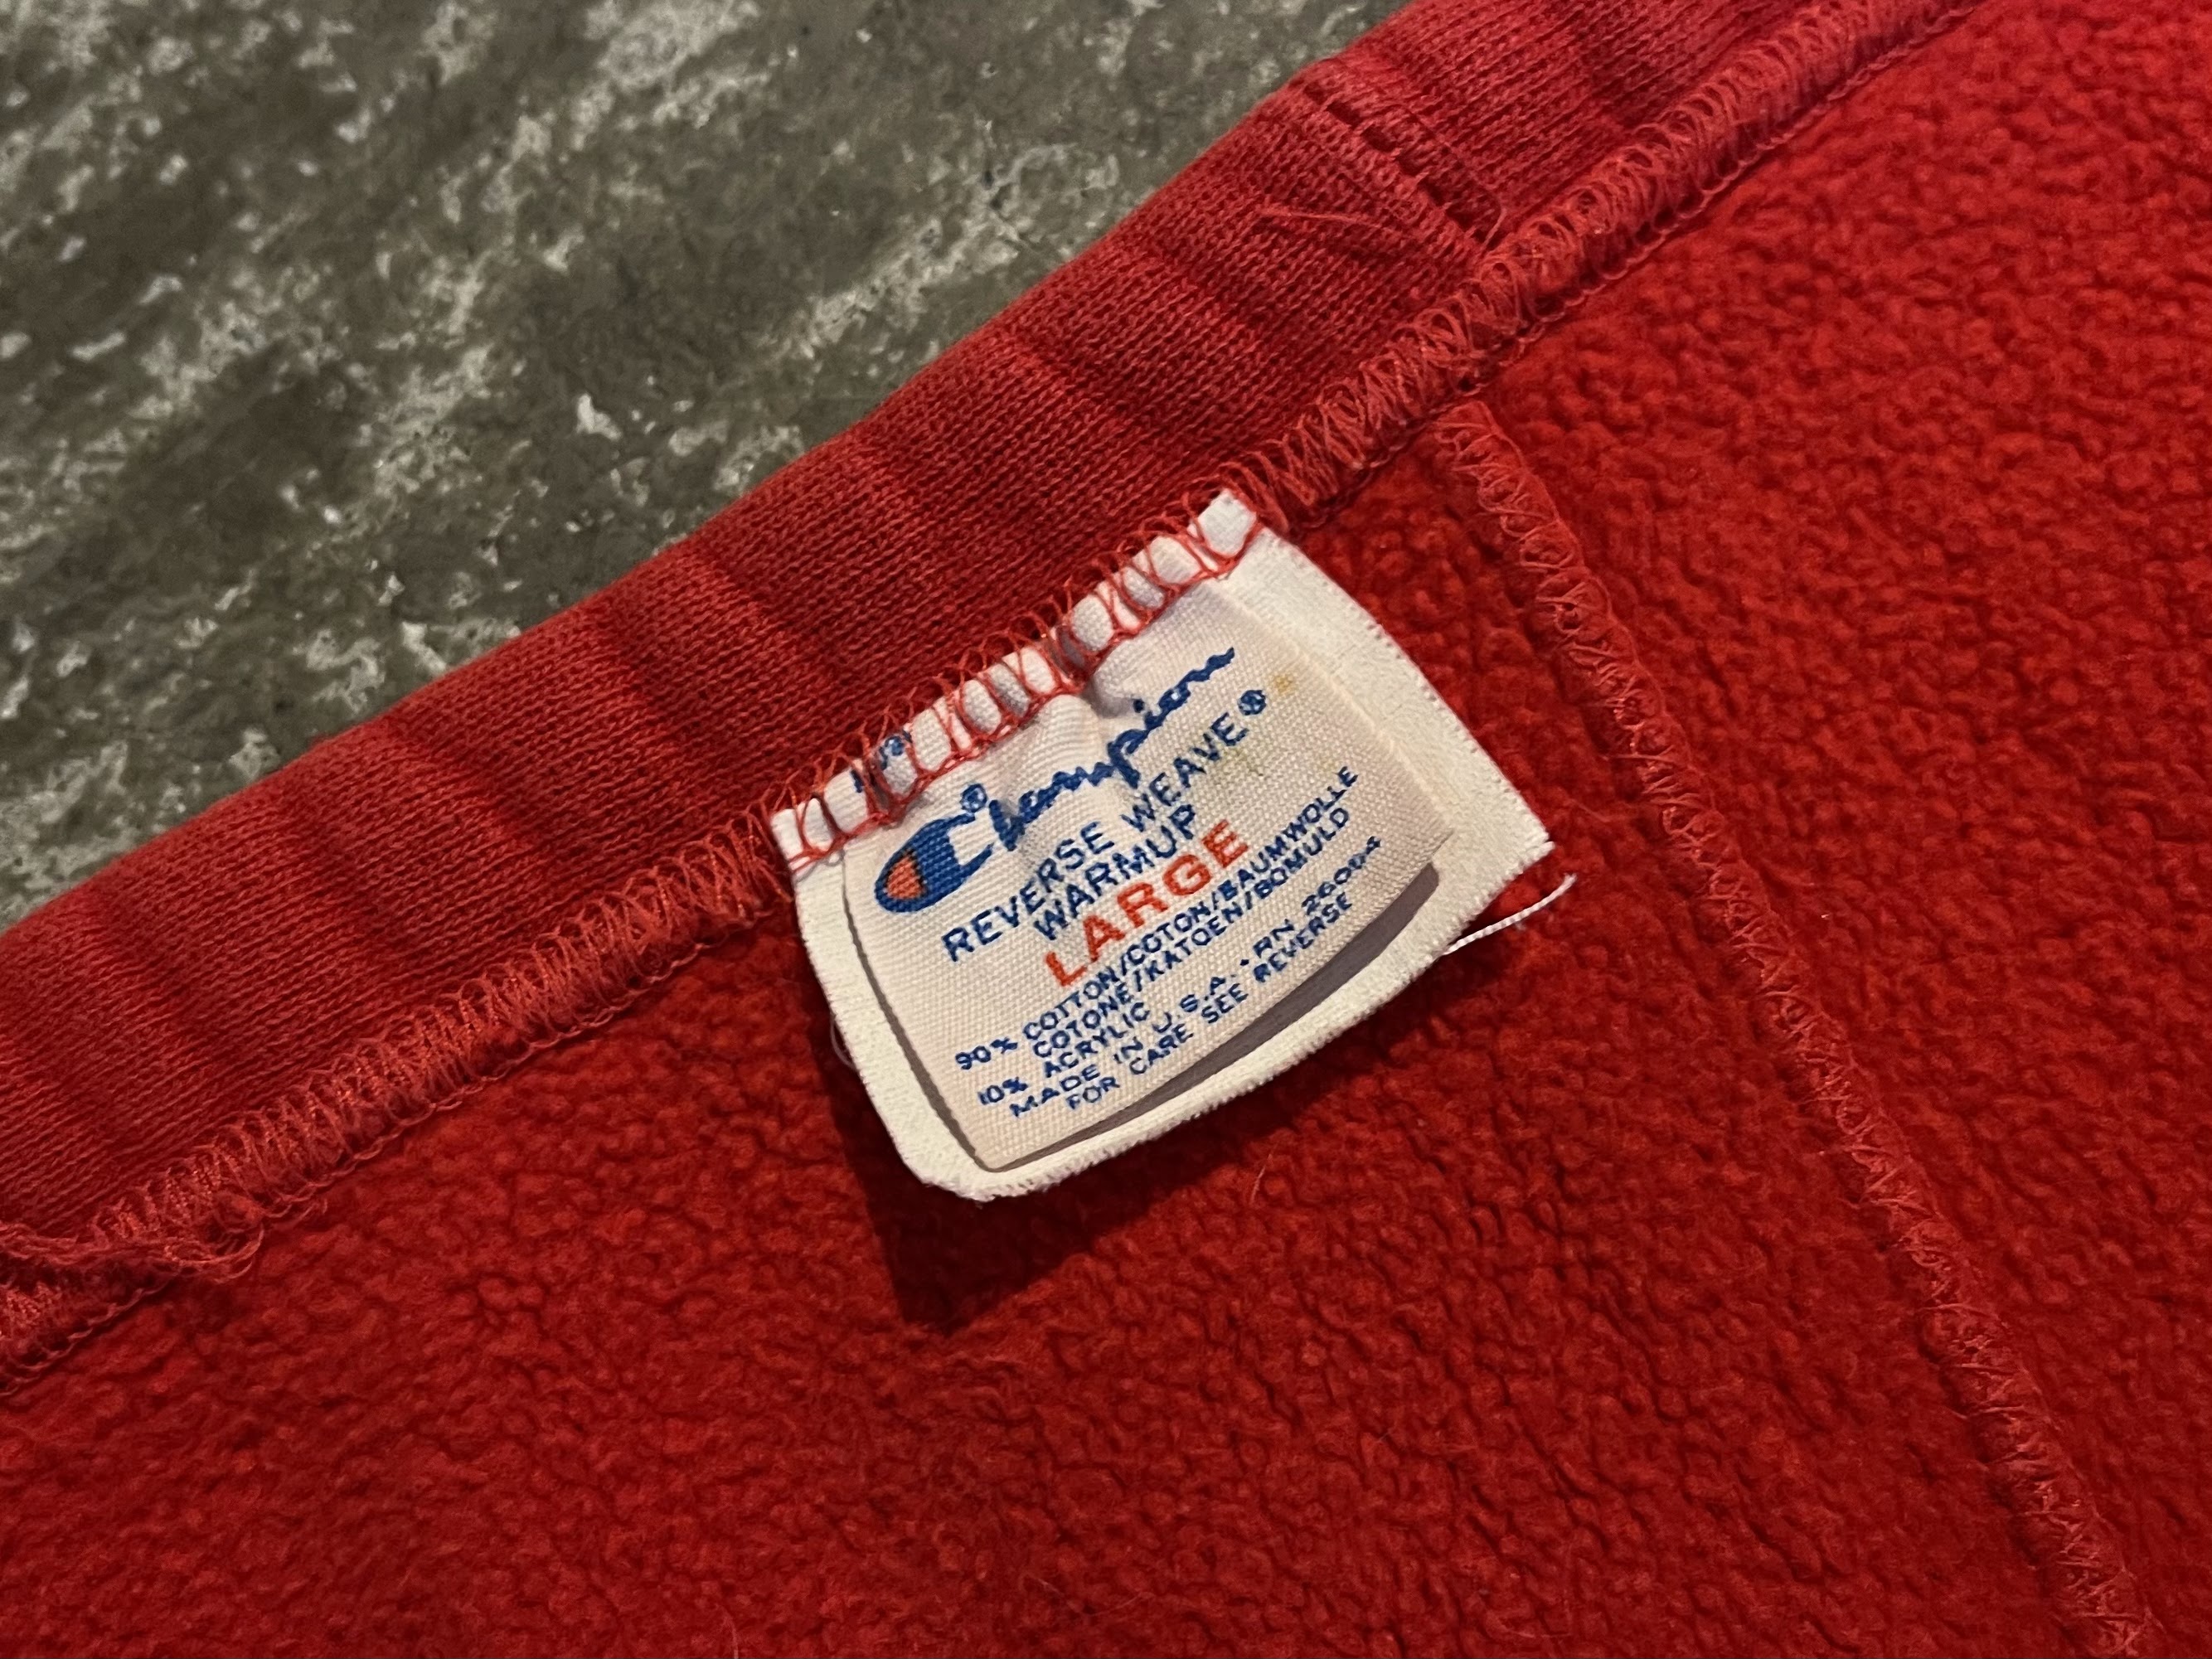 Champion®
REVERSE WEAVE®
WARMUP
LARGE
90% COTTON/COTON/BAUMWOLLE
COTONE/KATOEN/BOMULD
10% ACRYLIC
MADE IN U.S.A. • RN 26094
FOR CARE SEE REVERSE